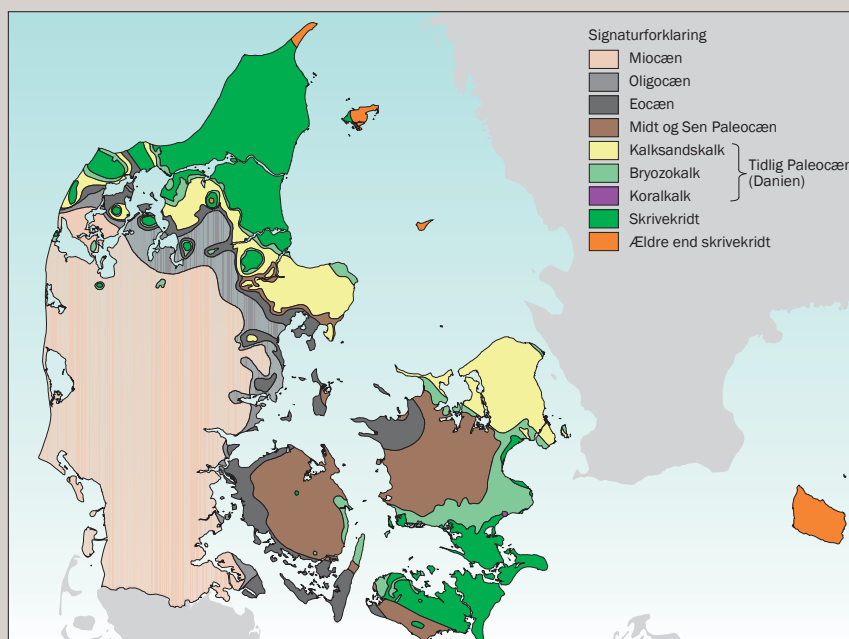 Signaturforklaring
Miocæn
Oligocæn
Eocæn
Midt og Sen Paleocæn
Kalksandskalk
Bryozokalk
Koralkalk
Tidlig Paleocæn
(Danien)
Skrivekridt
Ældre end skrivekridt